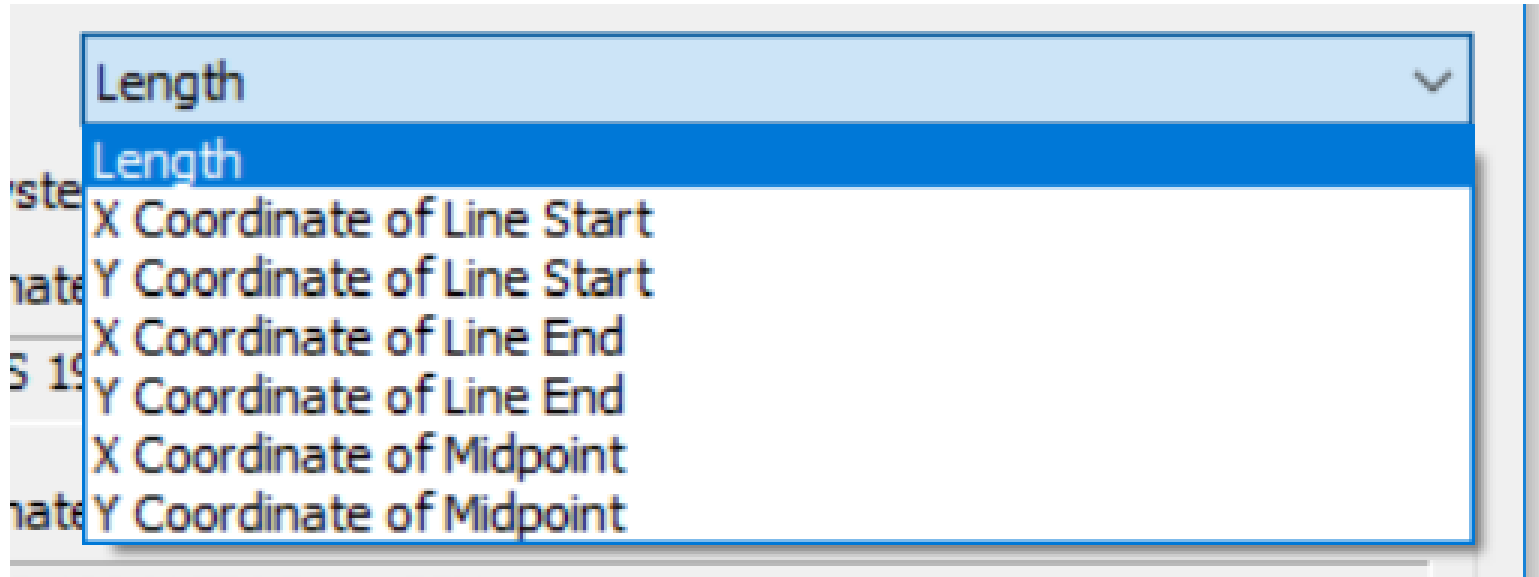 Length
Length
X Coordinate of Line Start
Y Coordinate of Line Start
X Coordinate of Line End
Y Coordinate of Line End
X Coordinate of Midpoint
Y Coordinate of Midpoint